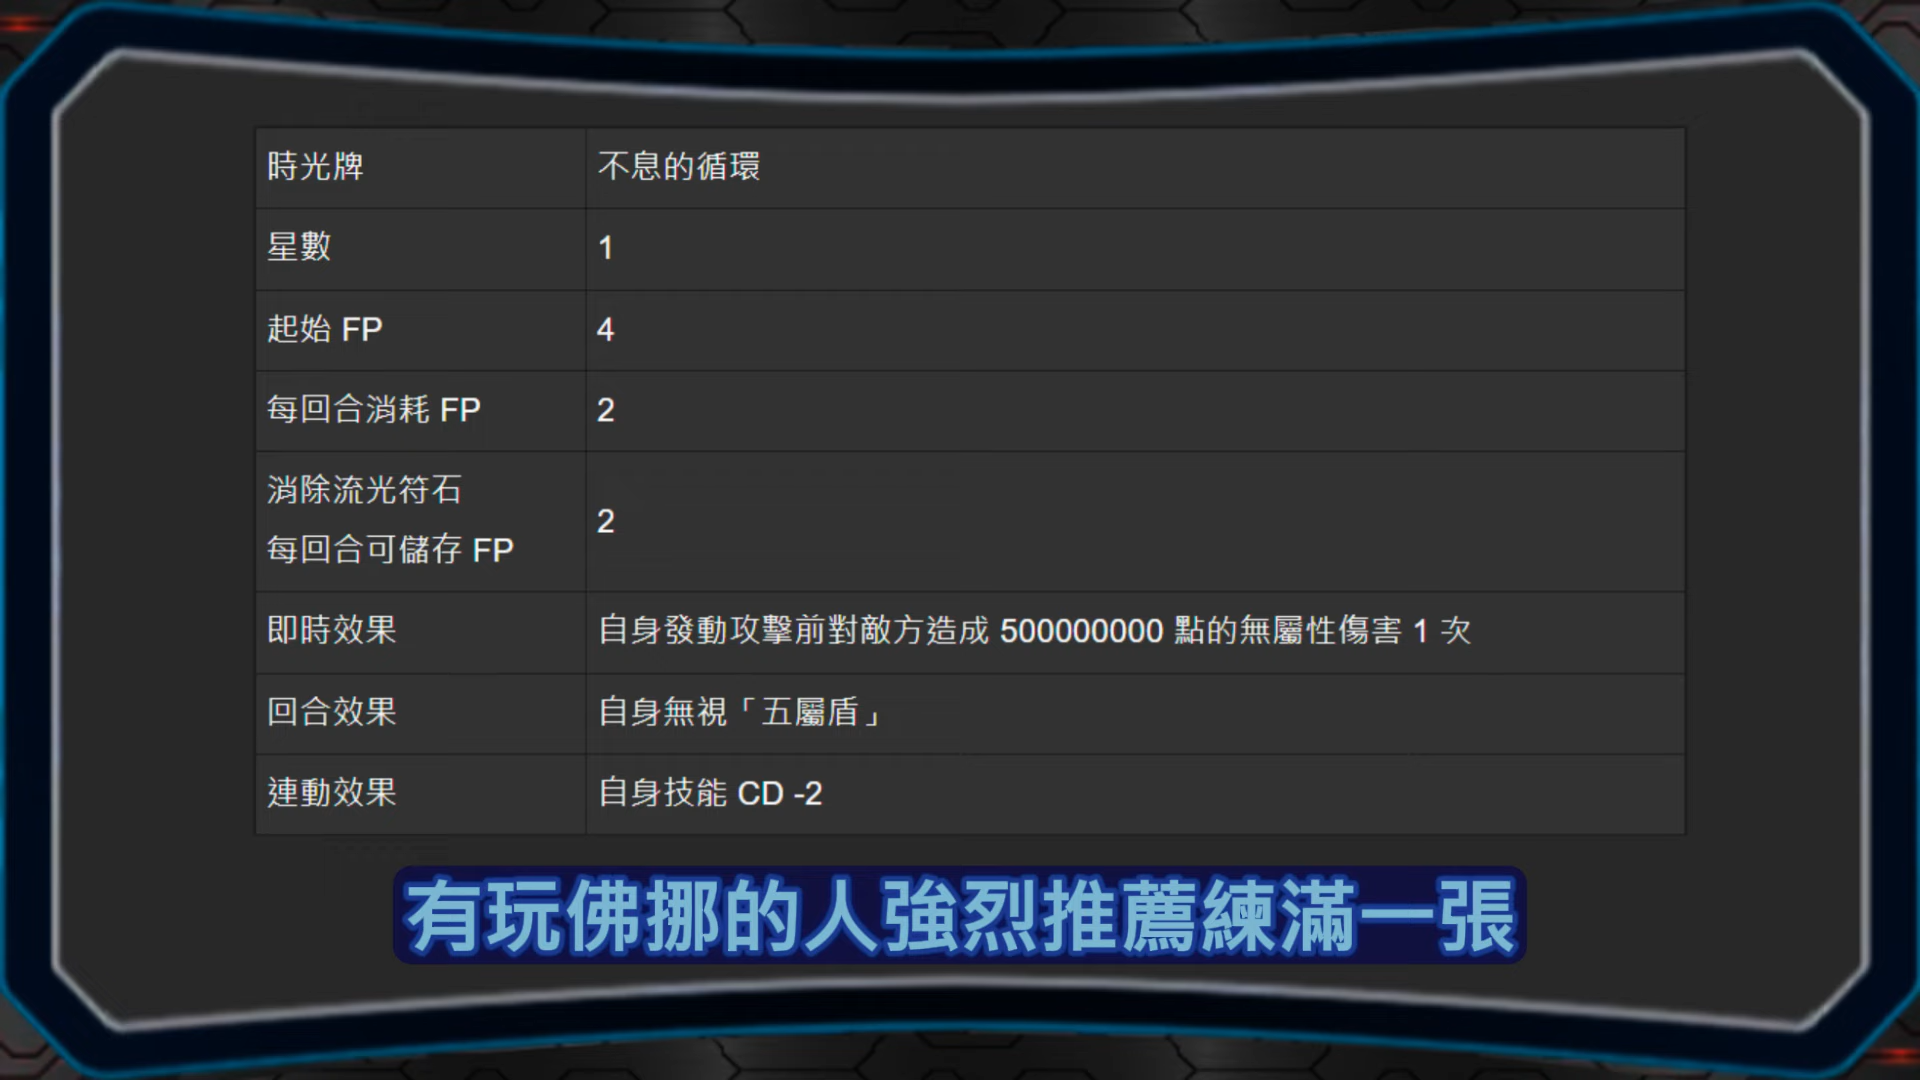 時光牌 不息的循環
星數 1
起始 FP 4
每回合消耗 FP 2
消除流光符石
每回合可儲存 FP 2
即時效果 自身發動攻擊前對敵方造成 500000000 點的無屬性傷害 1 次
回合效果 自身無視「五屬盾」
連動效果 自身技能 CD -2
有玩佛挪的人強烈推薦練滿一張